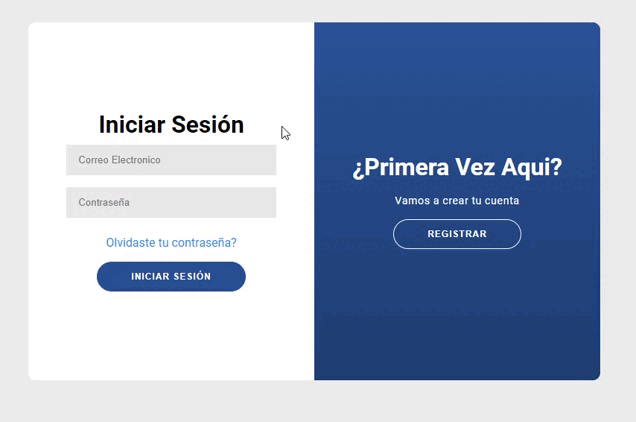 Iniciar Sesión
Correo Electronico
Contraseña
Olvidaste tu contraseña?
INICIAR SESIÓN
¿Primera Vez Aqui?
Vamos a crear tu cuenta
REGISTRAR